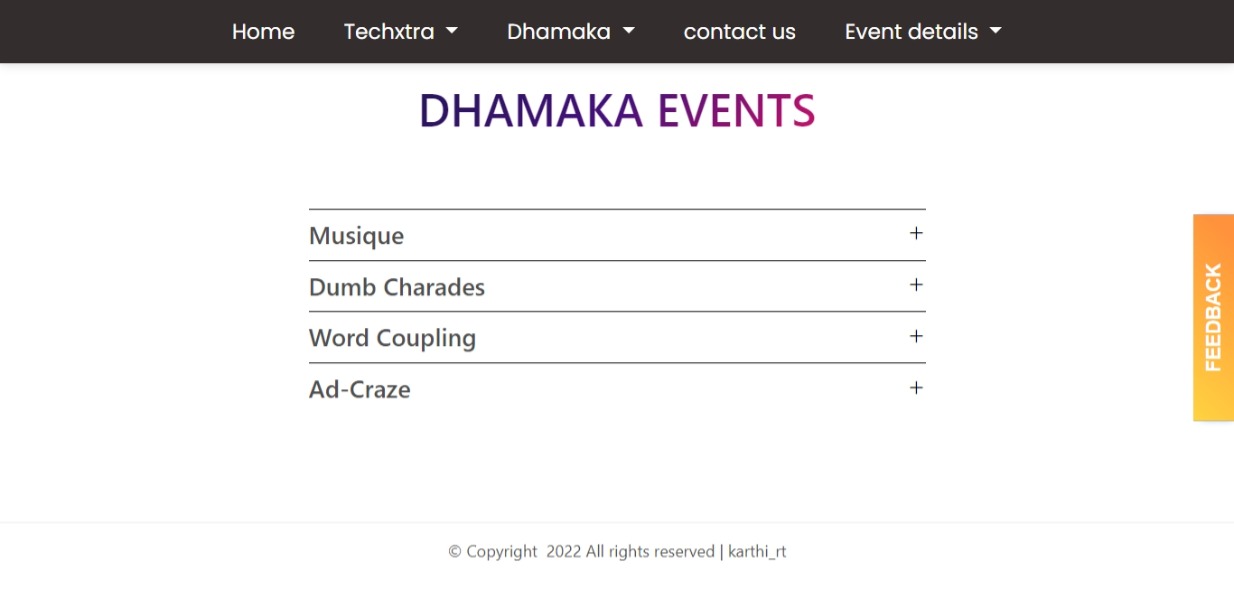 Home Techxtra Dhamaka contact us Event details
DHAMAKA EVENTS
Musique
Dumb Charades
Word Coupling
Ad-Craze
FEEDBACK
© Copyright 2022 All rights reserved | karthi_rt